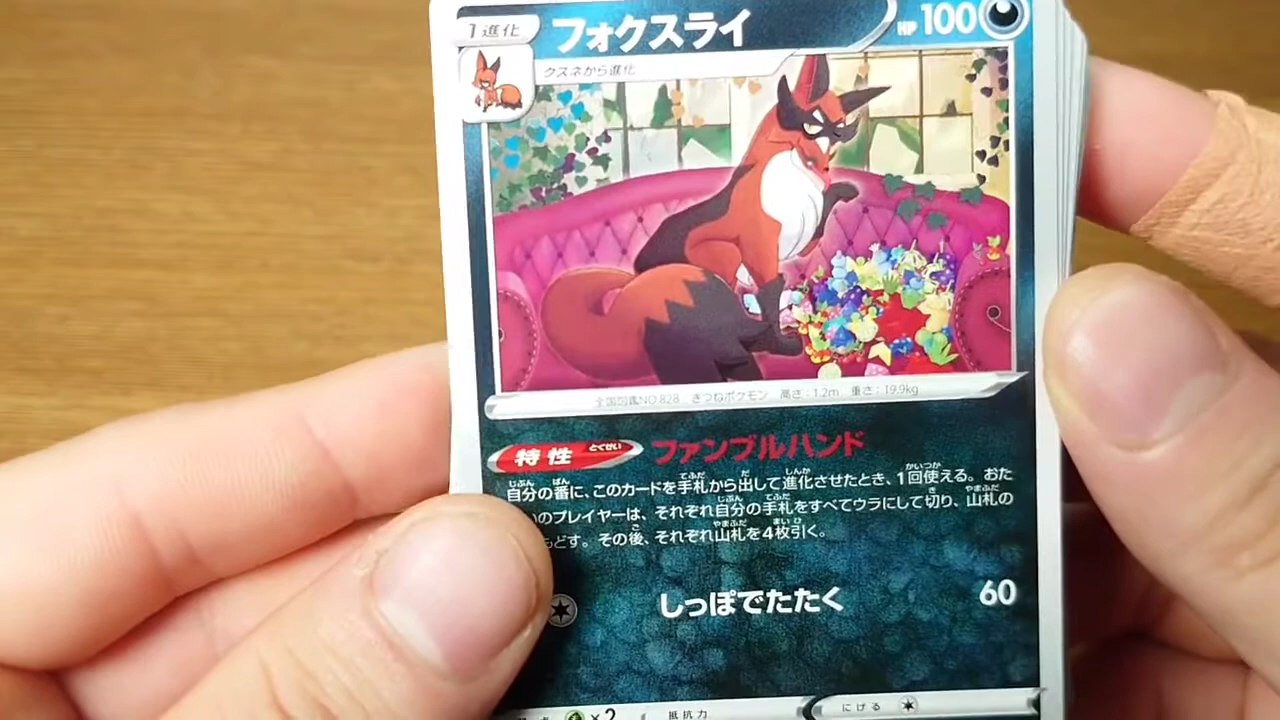 1進化
フォクスライ
HP 100
クスネから進化
全国図鑑NO.828 きつねポケモン 高さ:1.2m 重さ:19.9kg
特性 とくせい ファンブルハンド
自分の番に、このカードを手札から出して進化させたとき、1回使える。おた
のプレイヤーは、それぞれ自分の手札をすべてウラにして切り、山札の
もどす。その後、それぞれ山札を4枚引く。
しっぽでたたく 60
×2 抵抗力 にげる